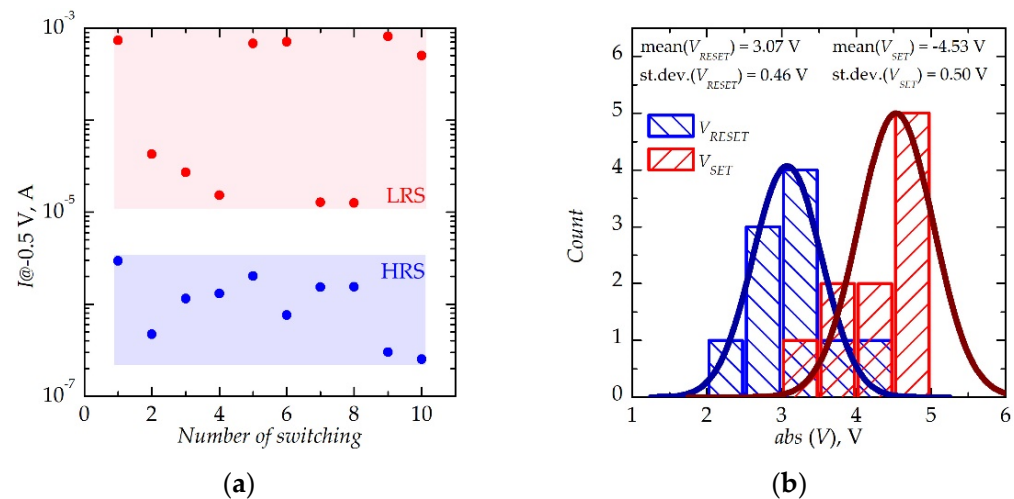 10⁻³
10⁻⁵
10⁻⁷
I@-0.5 V, A
LRS
HRS
0 2 4 6 8 10
Number of switching
(a)
mean(V_RESET) = 3.07 V mean(V_SET) = -4.53 V
st.dev.(V_RESET) = 0.46 V st.dev.(V_SET) = 0.50 V
V_RESET
V_SET
6
5
4
3
2
1
0
Count
1 2 3 4 5 6
abs (V), V
(b)